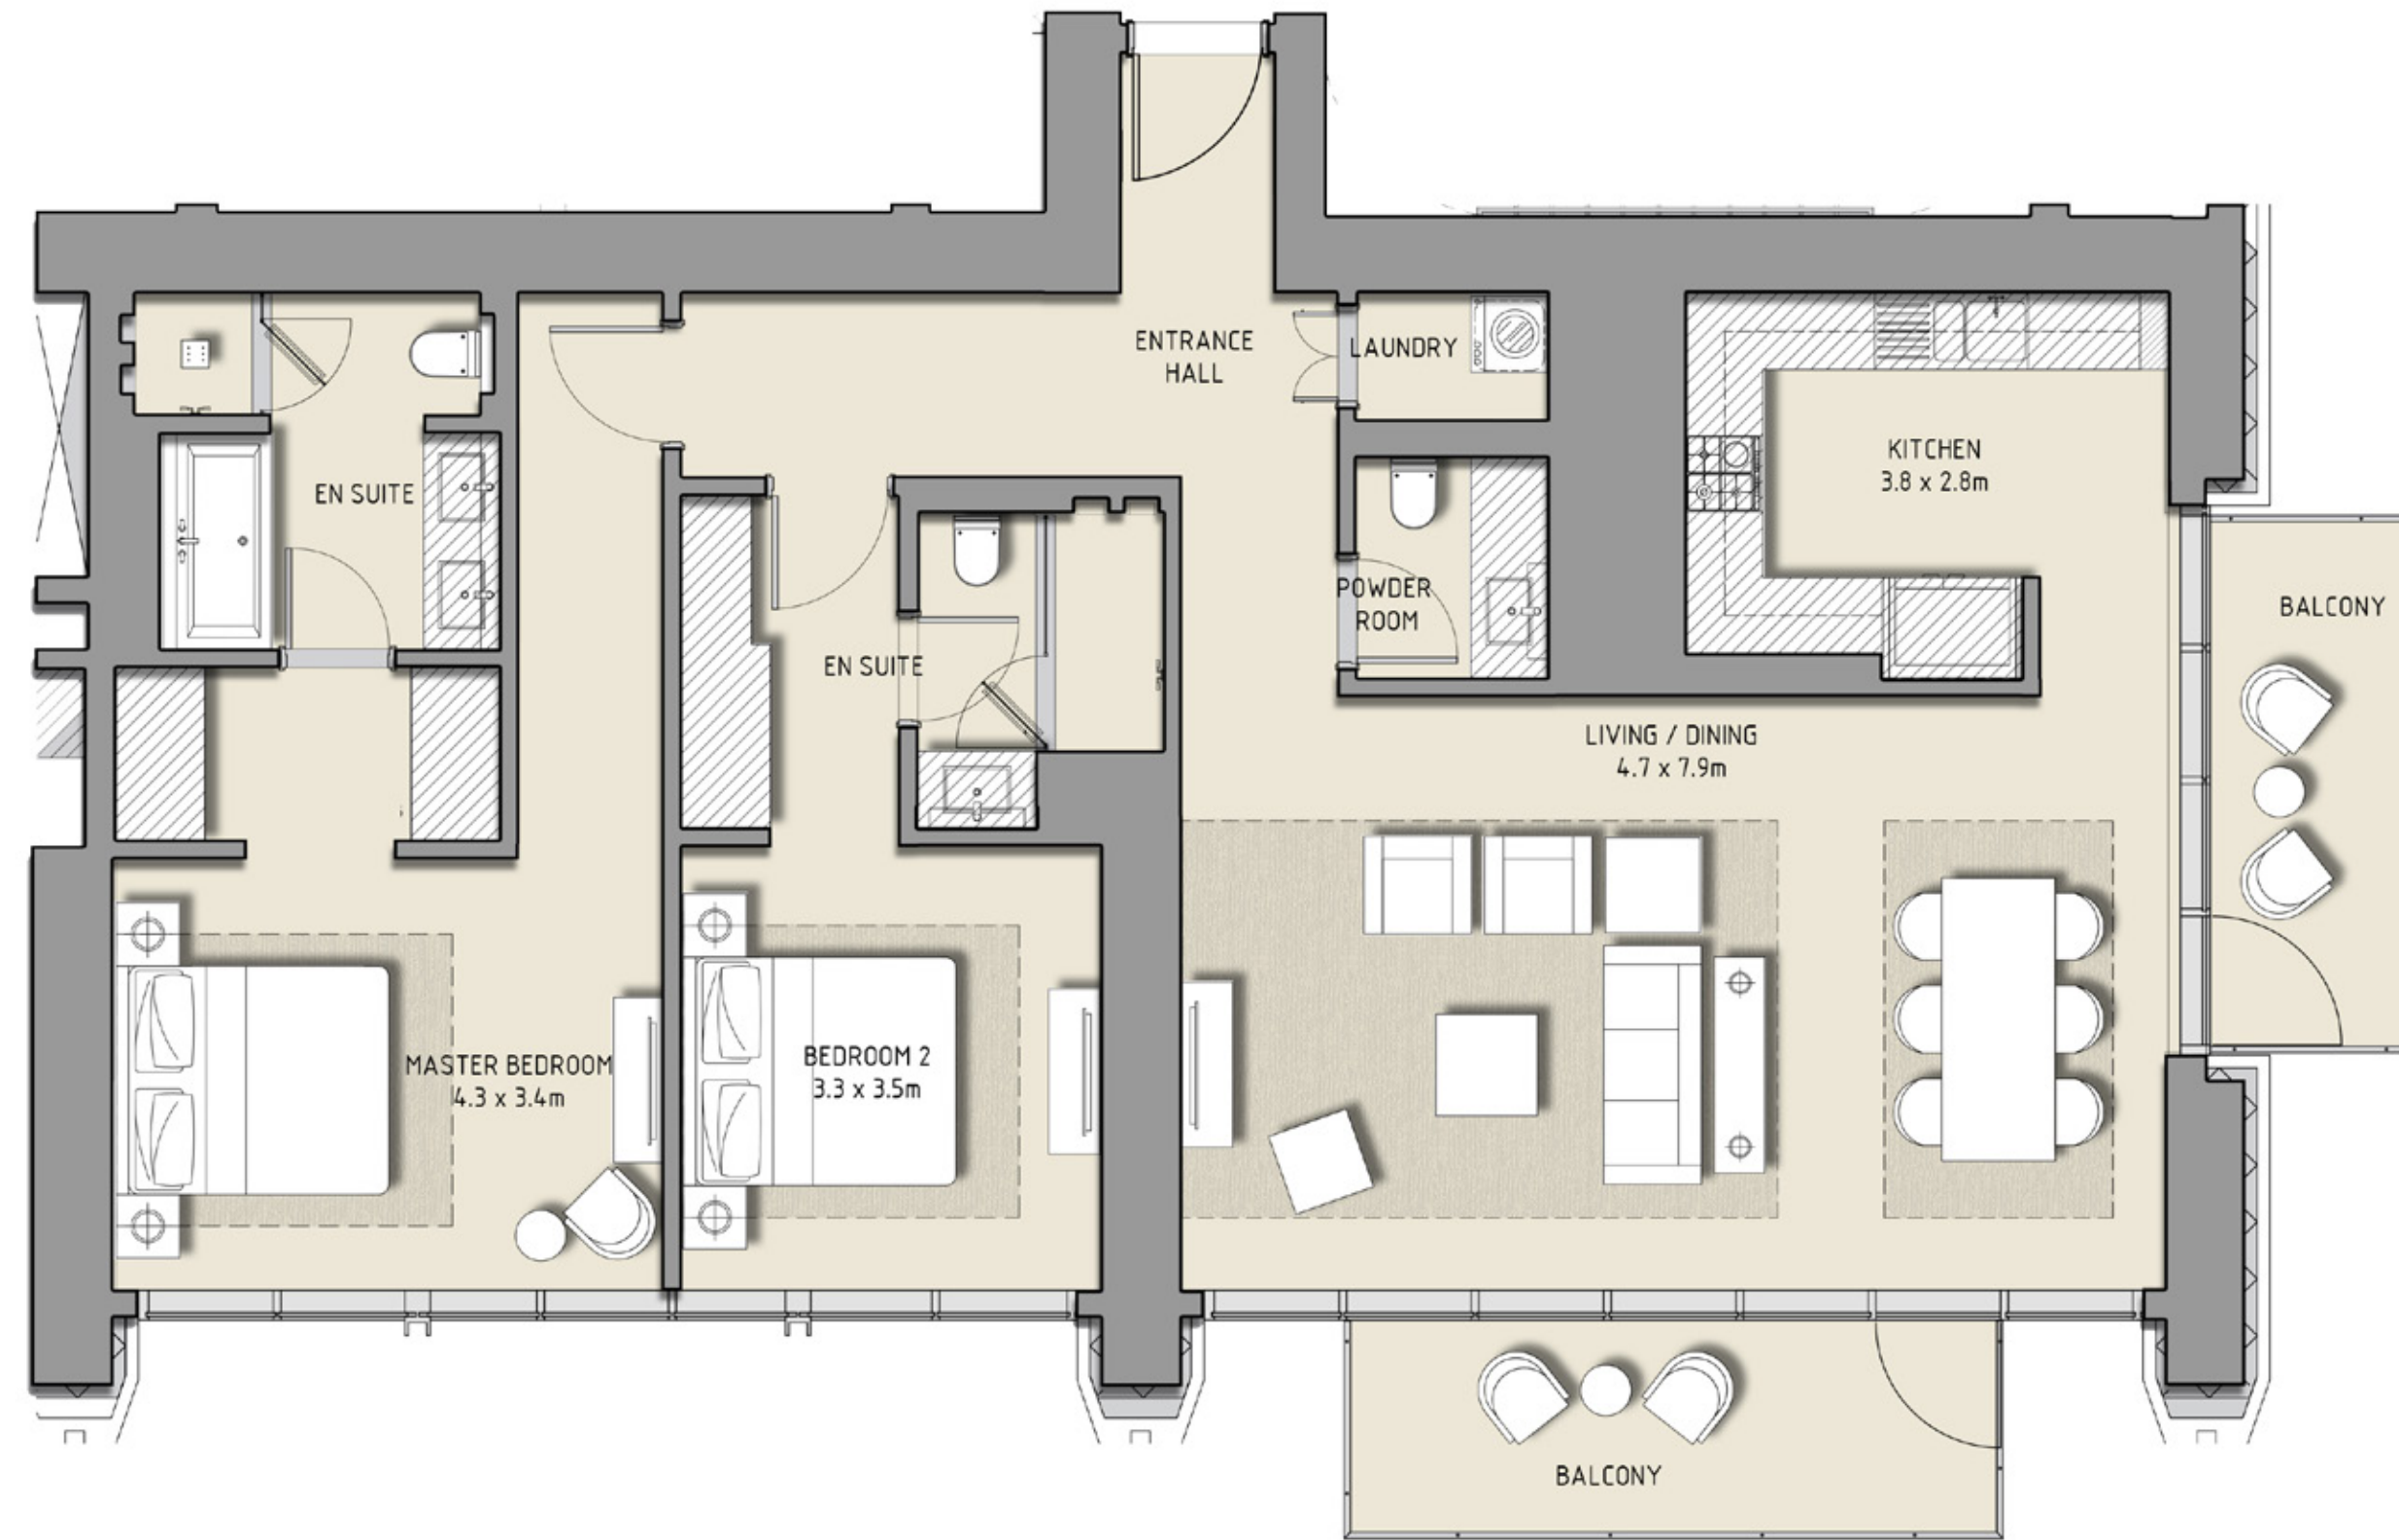 ENTRANCE
HALL
LAUNDRY
KITCHEN
3.8 x 2.8m
EN SUITE
POWDER
ROOM
BALCONY
EN SUITE
LIVING / DINING
4.7 x 7.9m
MASTER BEDROOM
4.3 x 3.4m
BEDROOM 2
3.3 x 3.5m
BALCONY